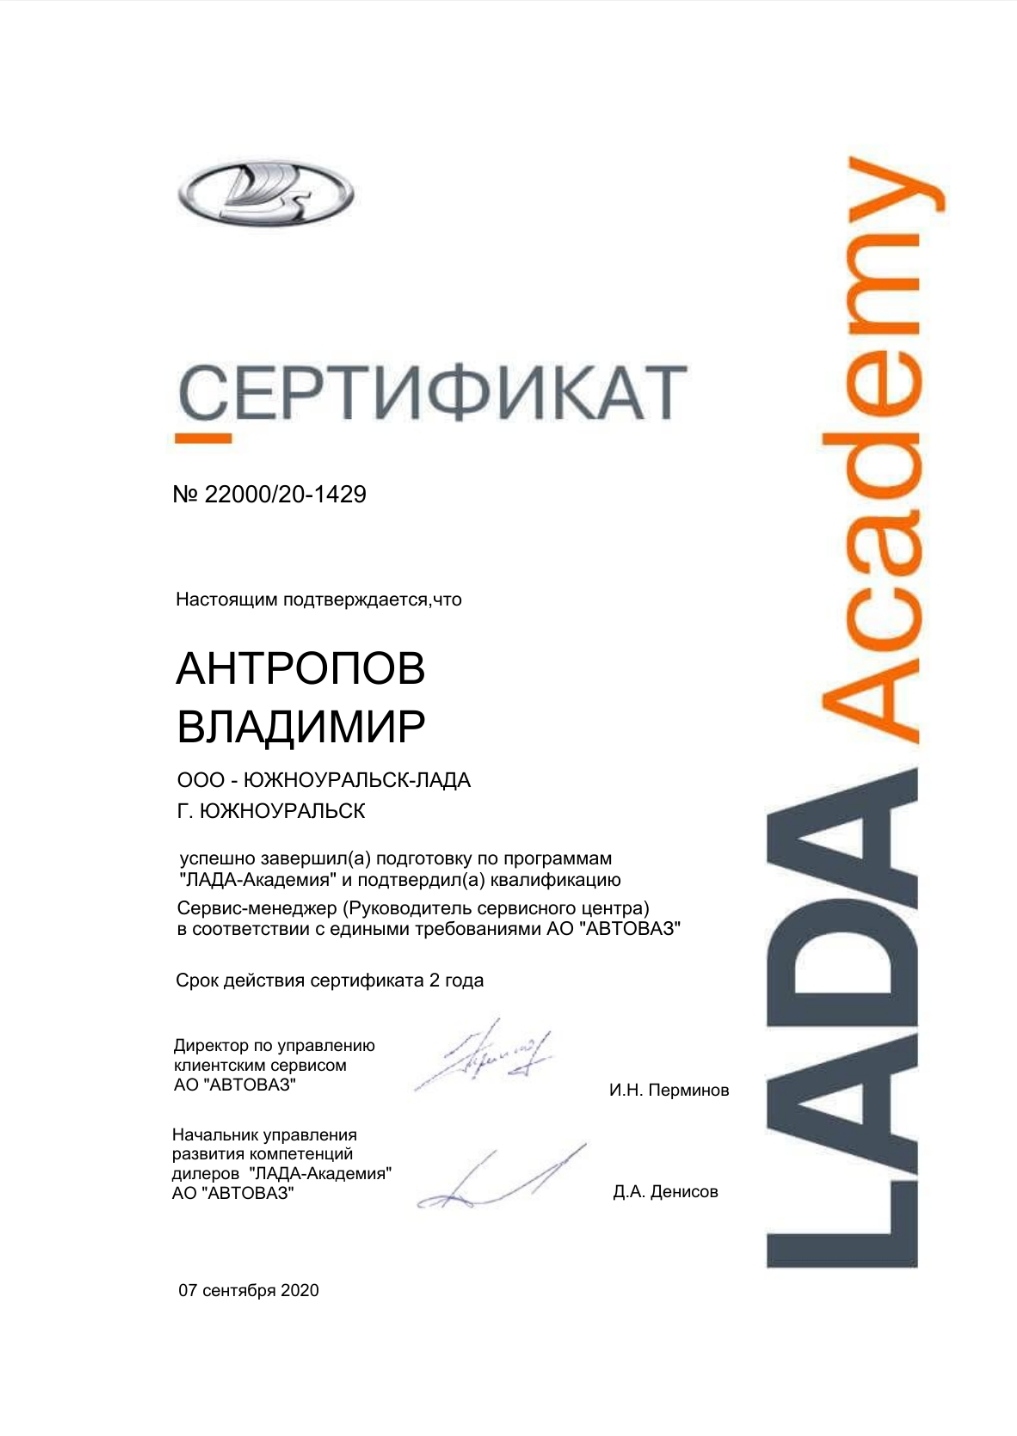 СЕРТИФИКАТ
№ 22000/20-1429
Настоящим подтверждается,что
АНТРОПОВ
ВЛАДИМИР
ООО - ЮЖНОУРАЛЬСК-ЛАДА
Г. ЮЖНОУРАЛЬСК
успешно завершил(а) подготовку по программам
"ЛАДА-Академия" и подтвердил(а) квалификацию
Сервис-менеджер (Руководитель сервисного центра)
в соответствии с едиными требованиями АО "АВТОВАЗ"
Срок действия сертификата 2 года
Директор по управлению
клиентским сервисом
АО "АВТОВАЗ"
И.Н. Перминов
Начальник управления
развития компетенций
дилеров "ЛАДА-Академия"
АО "АВТОВАЗ"
Д.А. Денисов
07 сентября 2020
LADA Academy